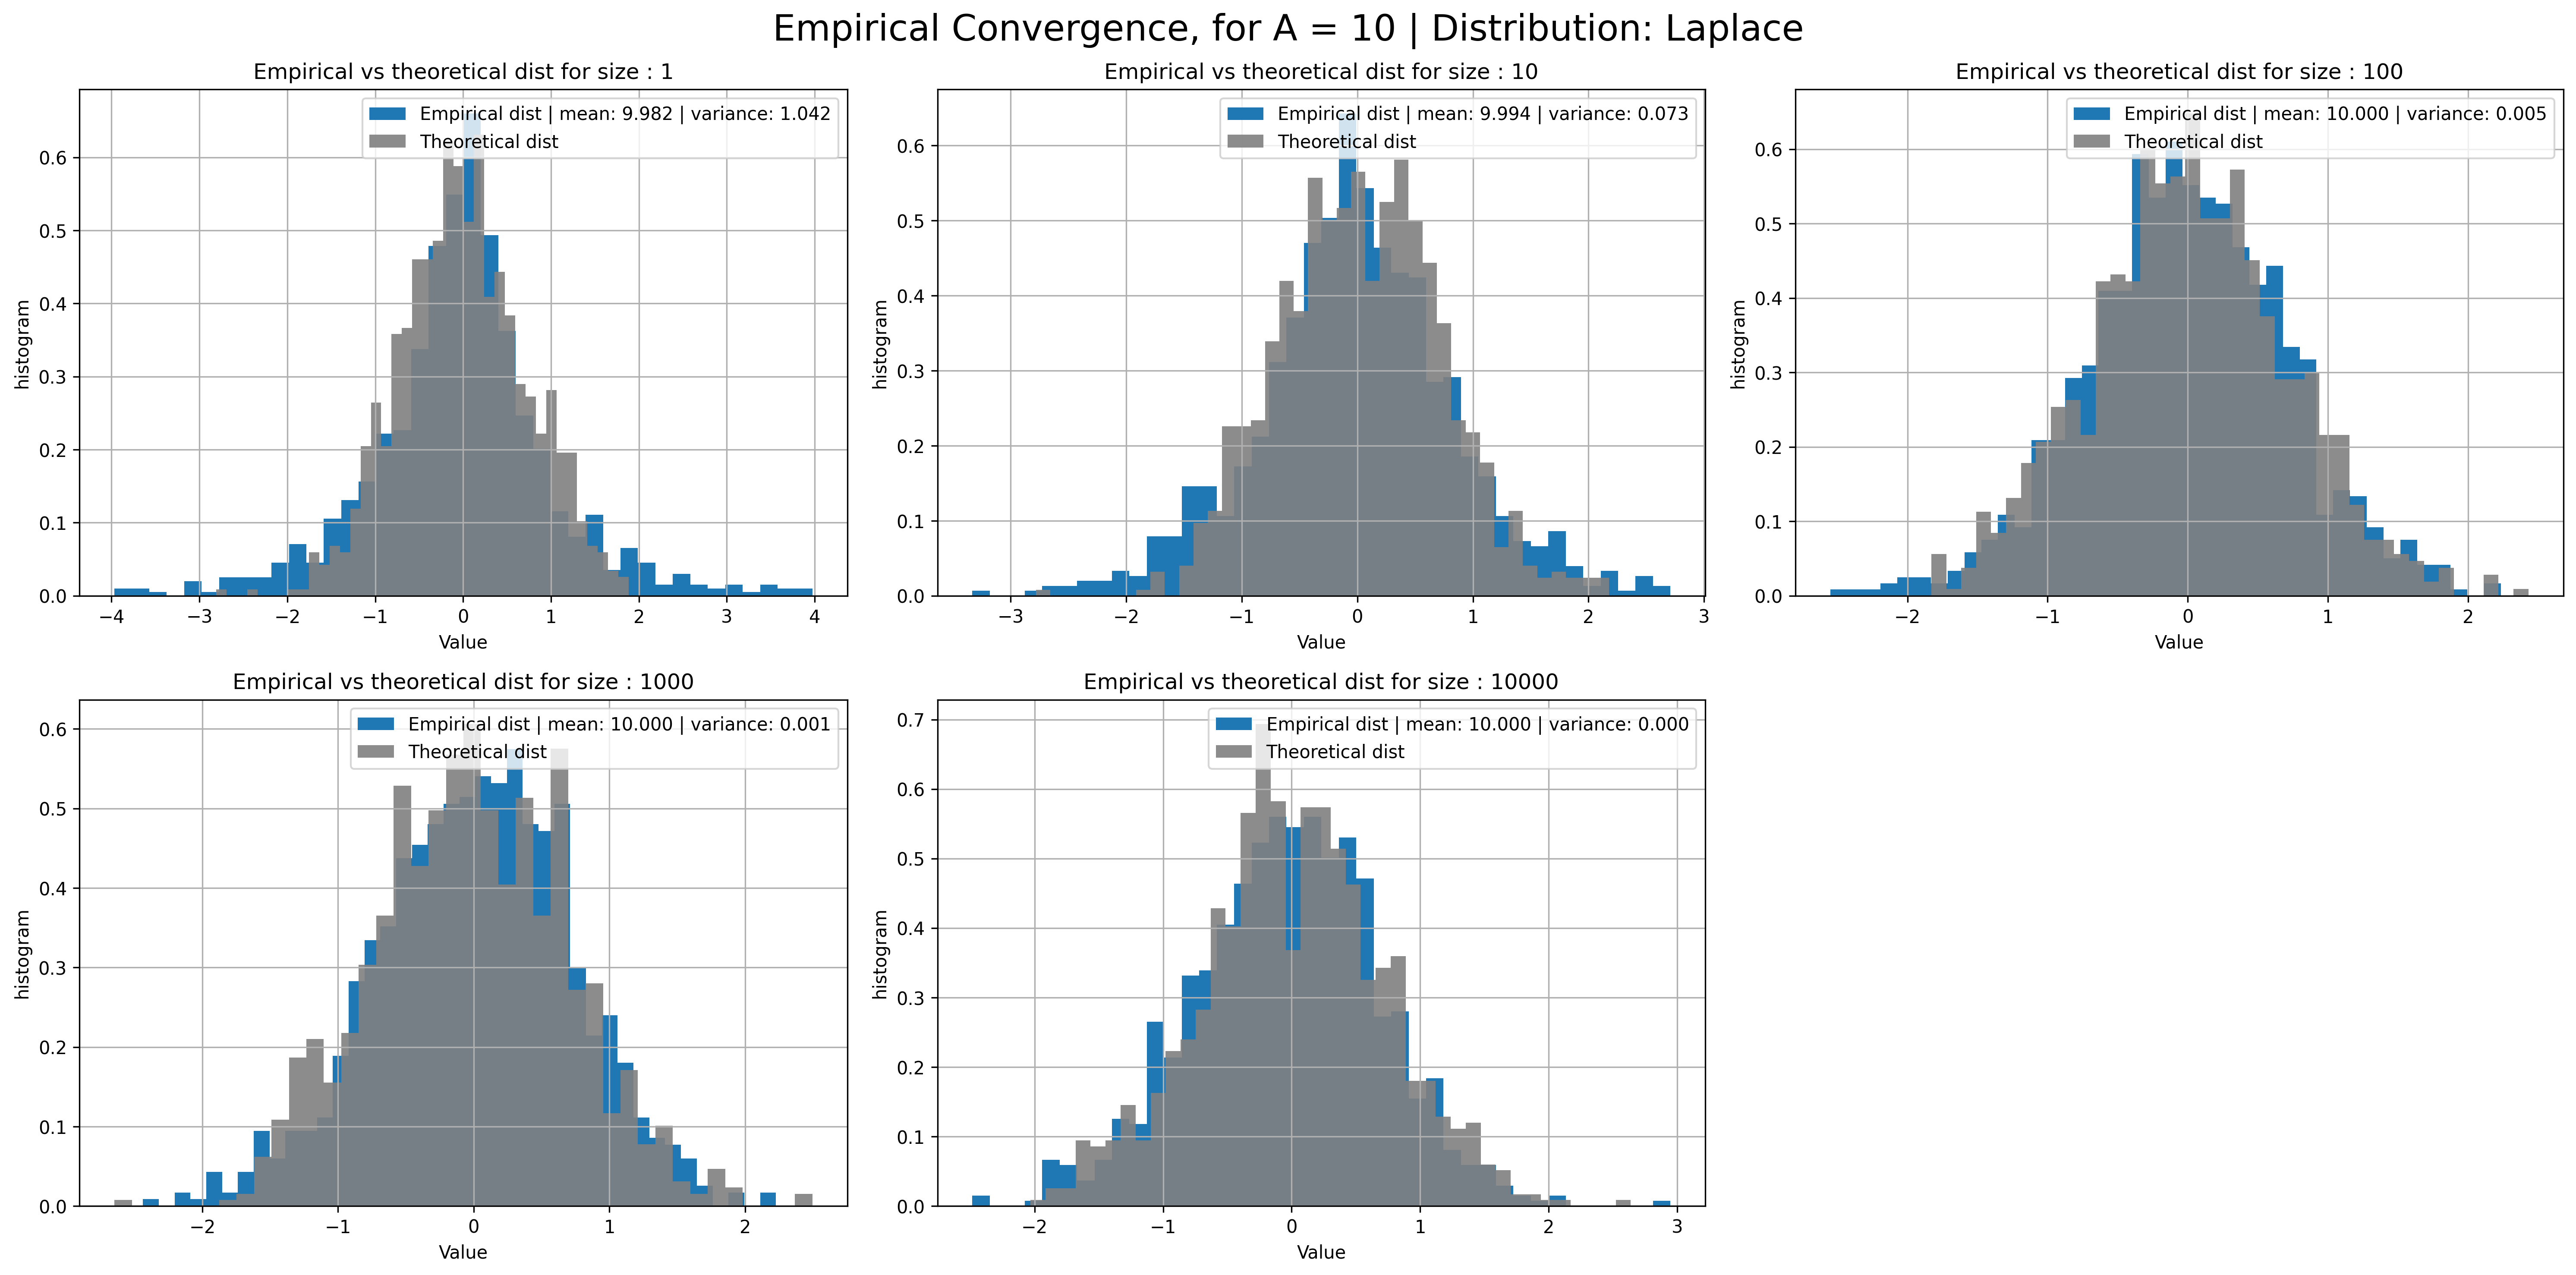 Empirical Convergence, for A = 10 | Distribution: Laplace
Empirical vs theoretical dist for size : 1
Empirical dist | mean: 9.982 | variance: 1.042
Theoretical dist
histogram
0.6
0.5
0.4
0.3
0.2
0.1
0.0
−4 −3 −2 −1 0 1 2 3 4
Value
Empirical vs theoretical dist for size : 10
Empirical dist | mean: 9.994 | variance: 0.073
Theoretical dist
histogram
0.6
0.5
0.4
0.3
0.2
0.1
0.0
−3 −2 −1 0 1 2 3
Value
Empirical vs theoretical dist for size : 100
Empirical dist | mean: 10.000 | variance: 0.005
Theoretical dist
histogram
0.6
0.5
0.4
0.3
0.2
0.1
0.0
−2 −1 0 1 2
Value
Empirical vs theoretical dist for size : 1000
Empirical dist | mean: 10.000 | variance: 0.001
Theoretical dist
histogram
0.6
0.5
0.4
0.3
0.2
0.1
0.0
−2 −1 0 1 2
Value
Empirical vs theoretical dist for size : 10000
Empirical dist | mean: 10.000 | variance: 0.000
Theoretical dist
histogram
0.7
0.6
0.5
0.4
0.3
0.2
0.1
0.0
−2 −1 0 1 2 3
Value